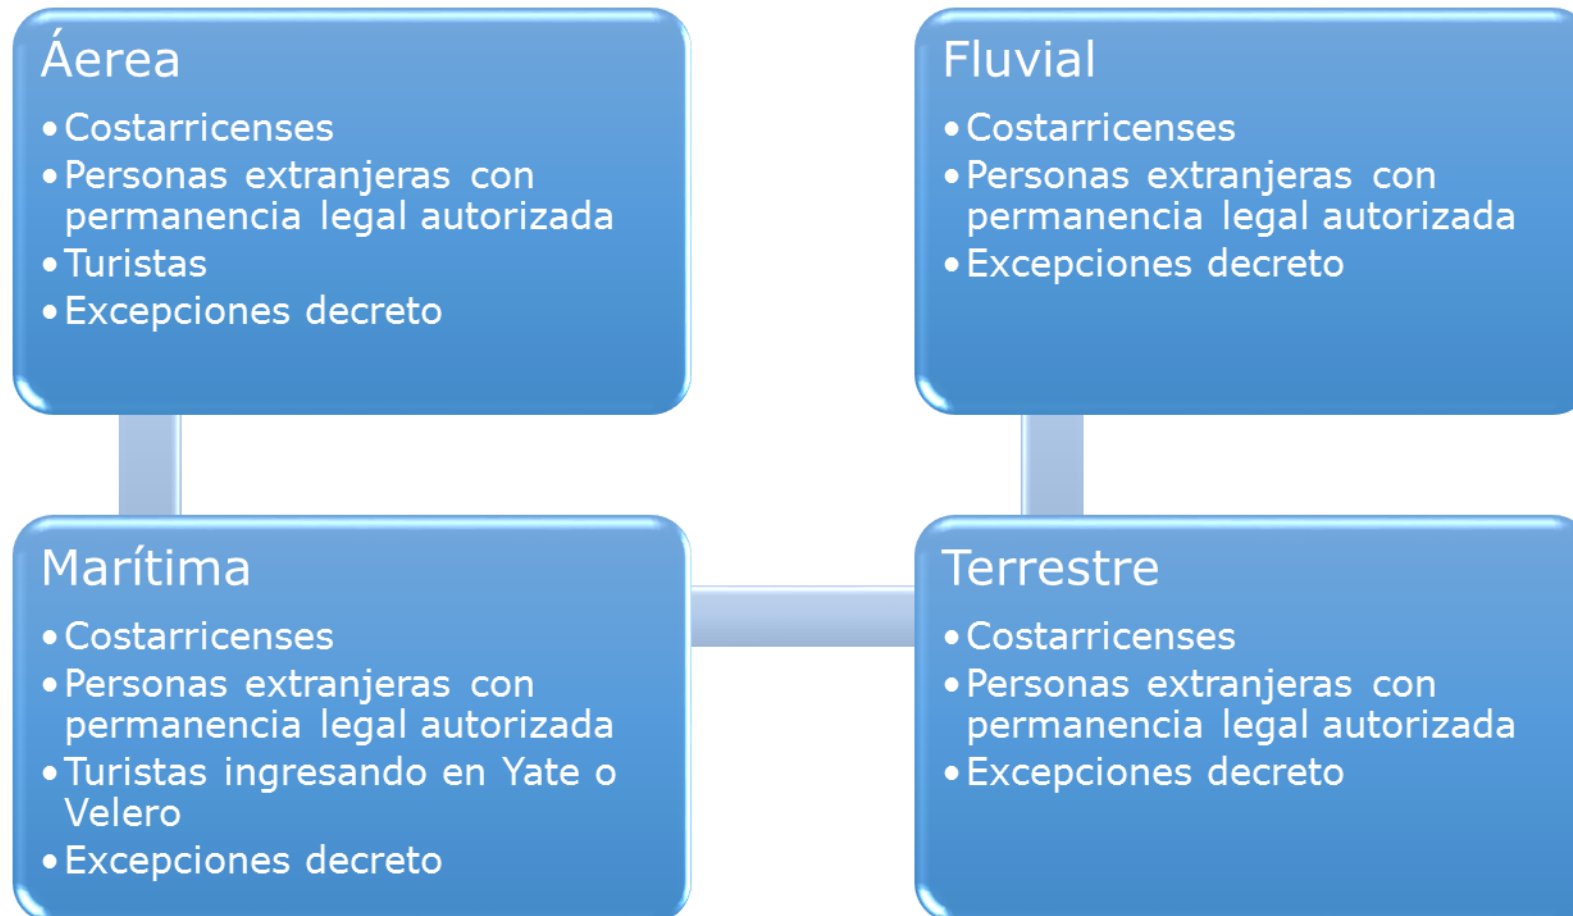 Áerea
•Costarricenses
•Personas extranjeras con
permanencia legal autorizada
•Turistas
•Excepciones decreto
Fluvial
•Costarricenses
•Personas extranjeras con
permanencia legal autorizada
•Excepciones decreto
Marítima
•Costarricenses
•Personas extranjeras con
permanencia legal autorizada
•Turistas ingresando en Yate o
Velero
•Excepciones decreto
Terrestre
•Costarricenses
•Personas extranjeras con
permanencia legal autorizada
•Excepciones decreto